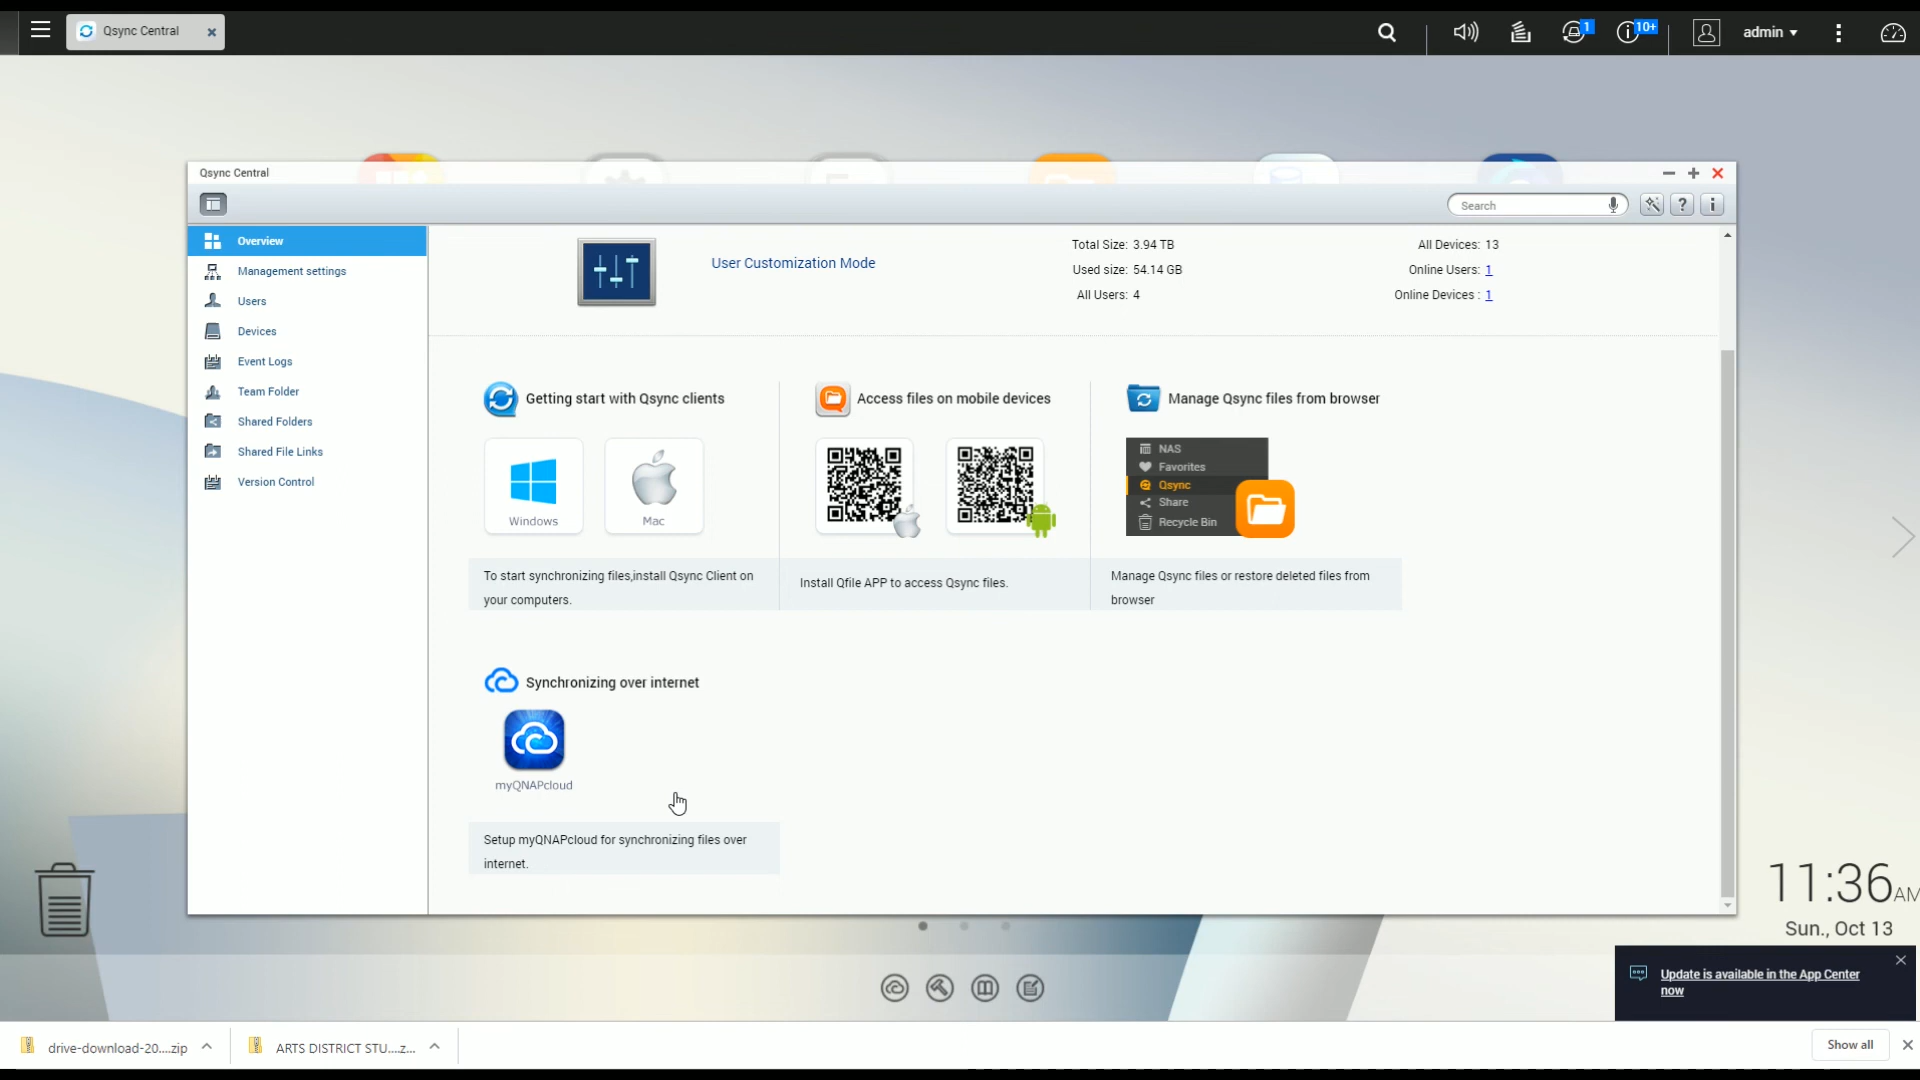 Qsync Central
1
10+
admin
Qsync Central
Search
Overview
Management settings
Users
Devices
Event Logs
Team Folder
Shared Folders
Shared File Links
Version Control
User Customization Mode
Total Size: 3.94 TB
Used size: 54.14 GB
All Users: 4
All Devices: 13
Online Users: 1
Online Devices : 1
Getting start with Qsync clients
Windows
Mac
To start synchronizing files,install Qsync Client on
your computers.
Access files on mobile devices
Install Qfile APP to access Qsync files.
Manage Qsync files from browser
NAS
Favorites
Qsync
Share
Recycle Bin
Manage Qsync files or restore deleted files from
browser
Synchronizing over internet
myQNAPcloud
Setup myQNAPcloud for synchronizing files over
internet.
11:36 AM
Sun., Oct 13
Update is available in the App Center
now
drive-download-20....zip
ARTS DISTRICT STU....z...
Show all